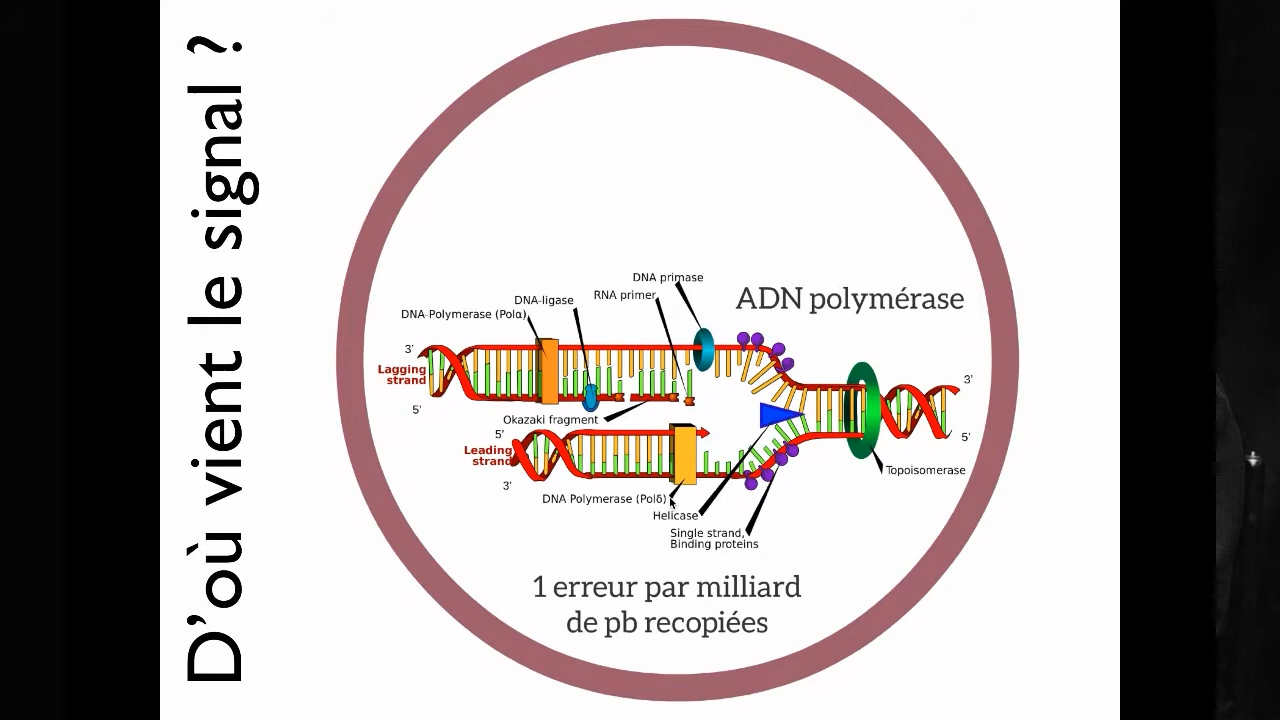 D'où vient le signal ?
DNA primase
RNA primer
DNA-ligase
DNA-Polymerase (Polα)
ADN polymérase
3'
Lagging
strand
5'
3'
5'
Okazaki fragment
5'
Leading
strand
3'
Topoisomerase
DNA Polymerase (Polδ)
Helicase
Single strand,
Binding proteins
1 erreur par milliard
de pb recopiées